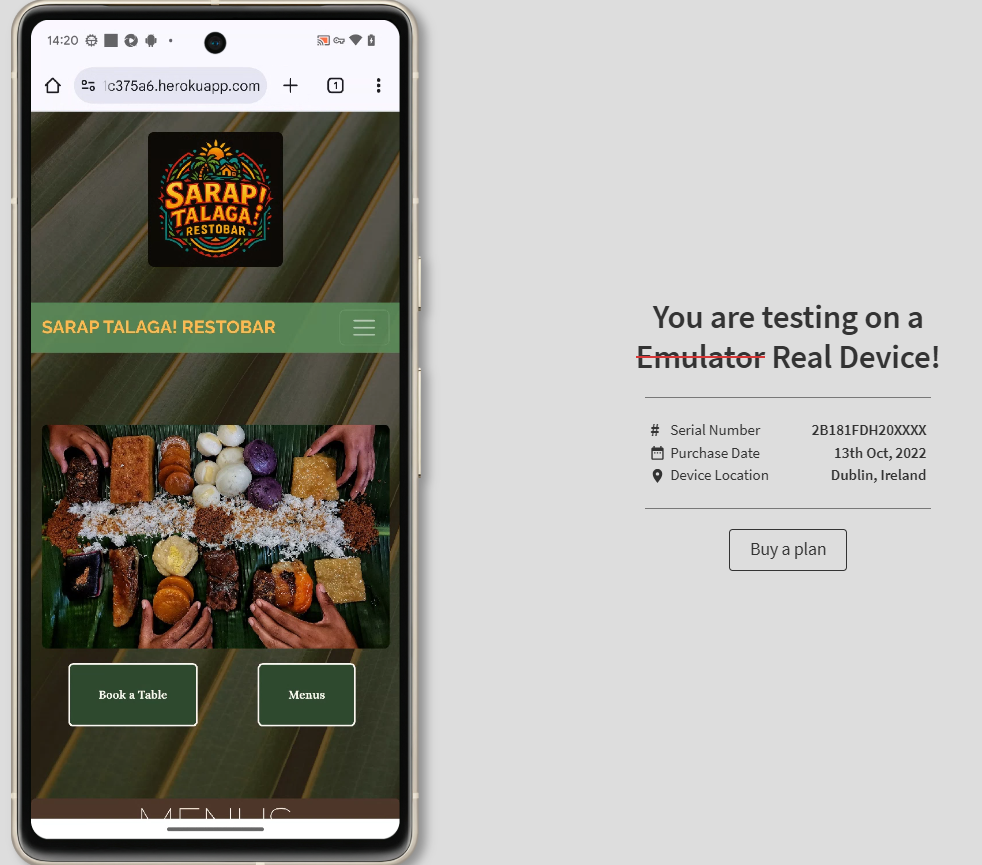 14:20
1
lc375a6.herokuapp.com
SARAP!
TALAGA!
RESTOBAR
SARAP TALAGA! RESTOBAR
Book a Table
Menus
MENUS
You are testing on a
Emulator Real Device!
# Serial Number 2B181FDH20XXXX
Purchase Date 13th Oct, 2022
Device Location Dublin, Ireland
Buy a plan